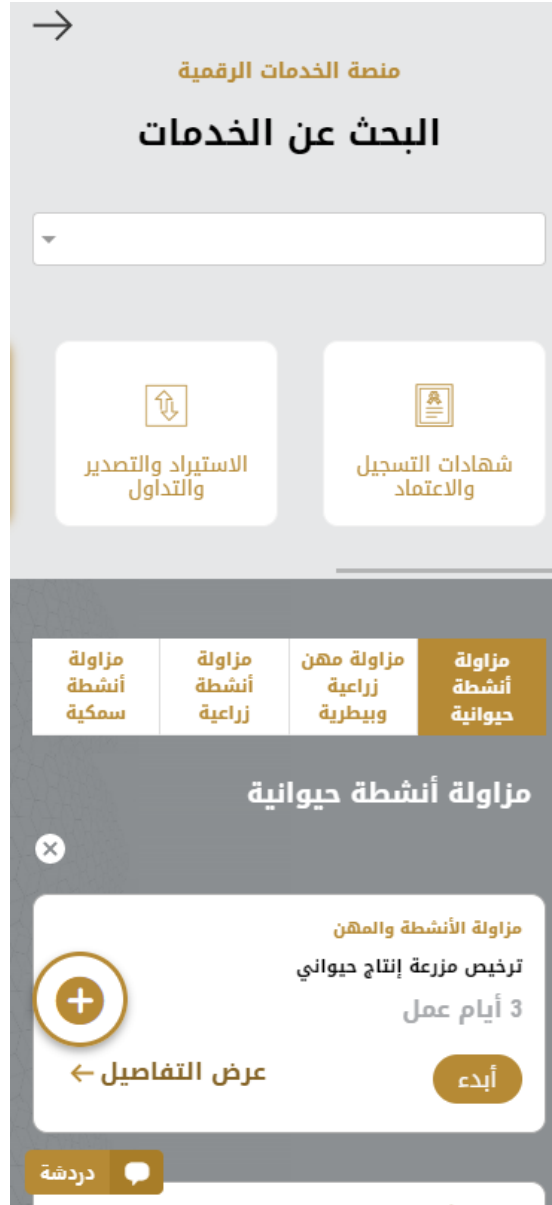 منصة الخدمات الرقمية
البحث عن الخدمات
شهادات التسجيل
والاعتماد
الاستيراد والتصدير
والتداول
مزاولة
أنشطة
حيوانية
مزاولة مهن
زراعية
وبيطرية
مزاولة
أنشطة
زراعية
مزاولة
أنشطة
سمكية
مزاولة أنشطة حيوانية
مزاولة الأنشطة والمهن
ترخيص مزرعة إنتاج حيواني
3 أيام عمل
أبدء
عرض التفاصيل
دردشة